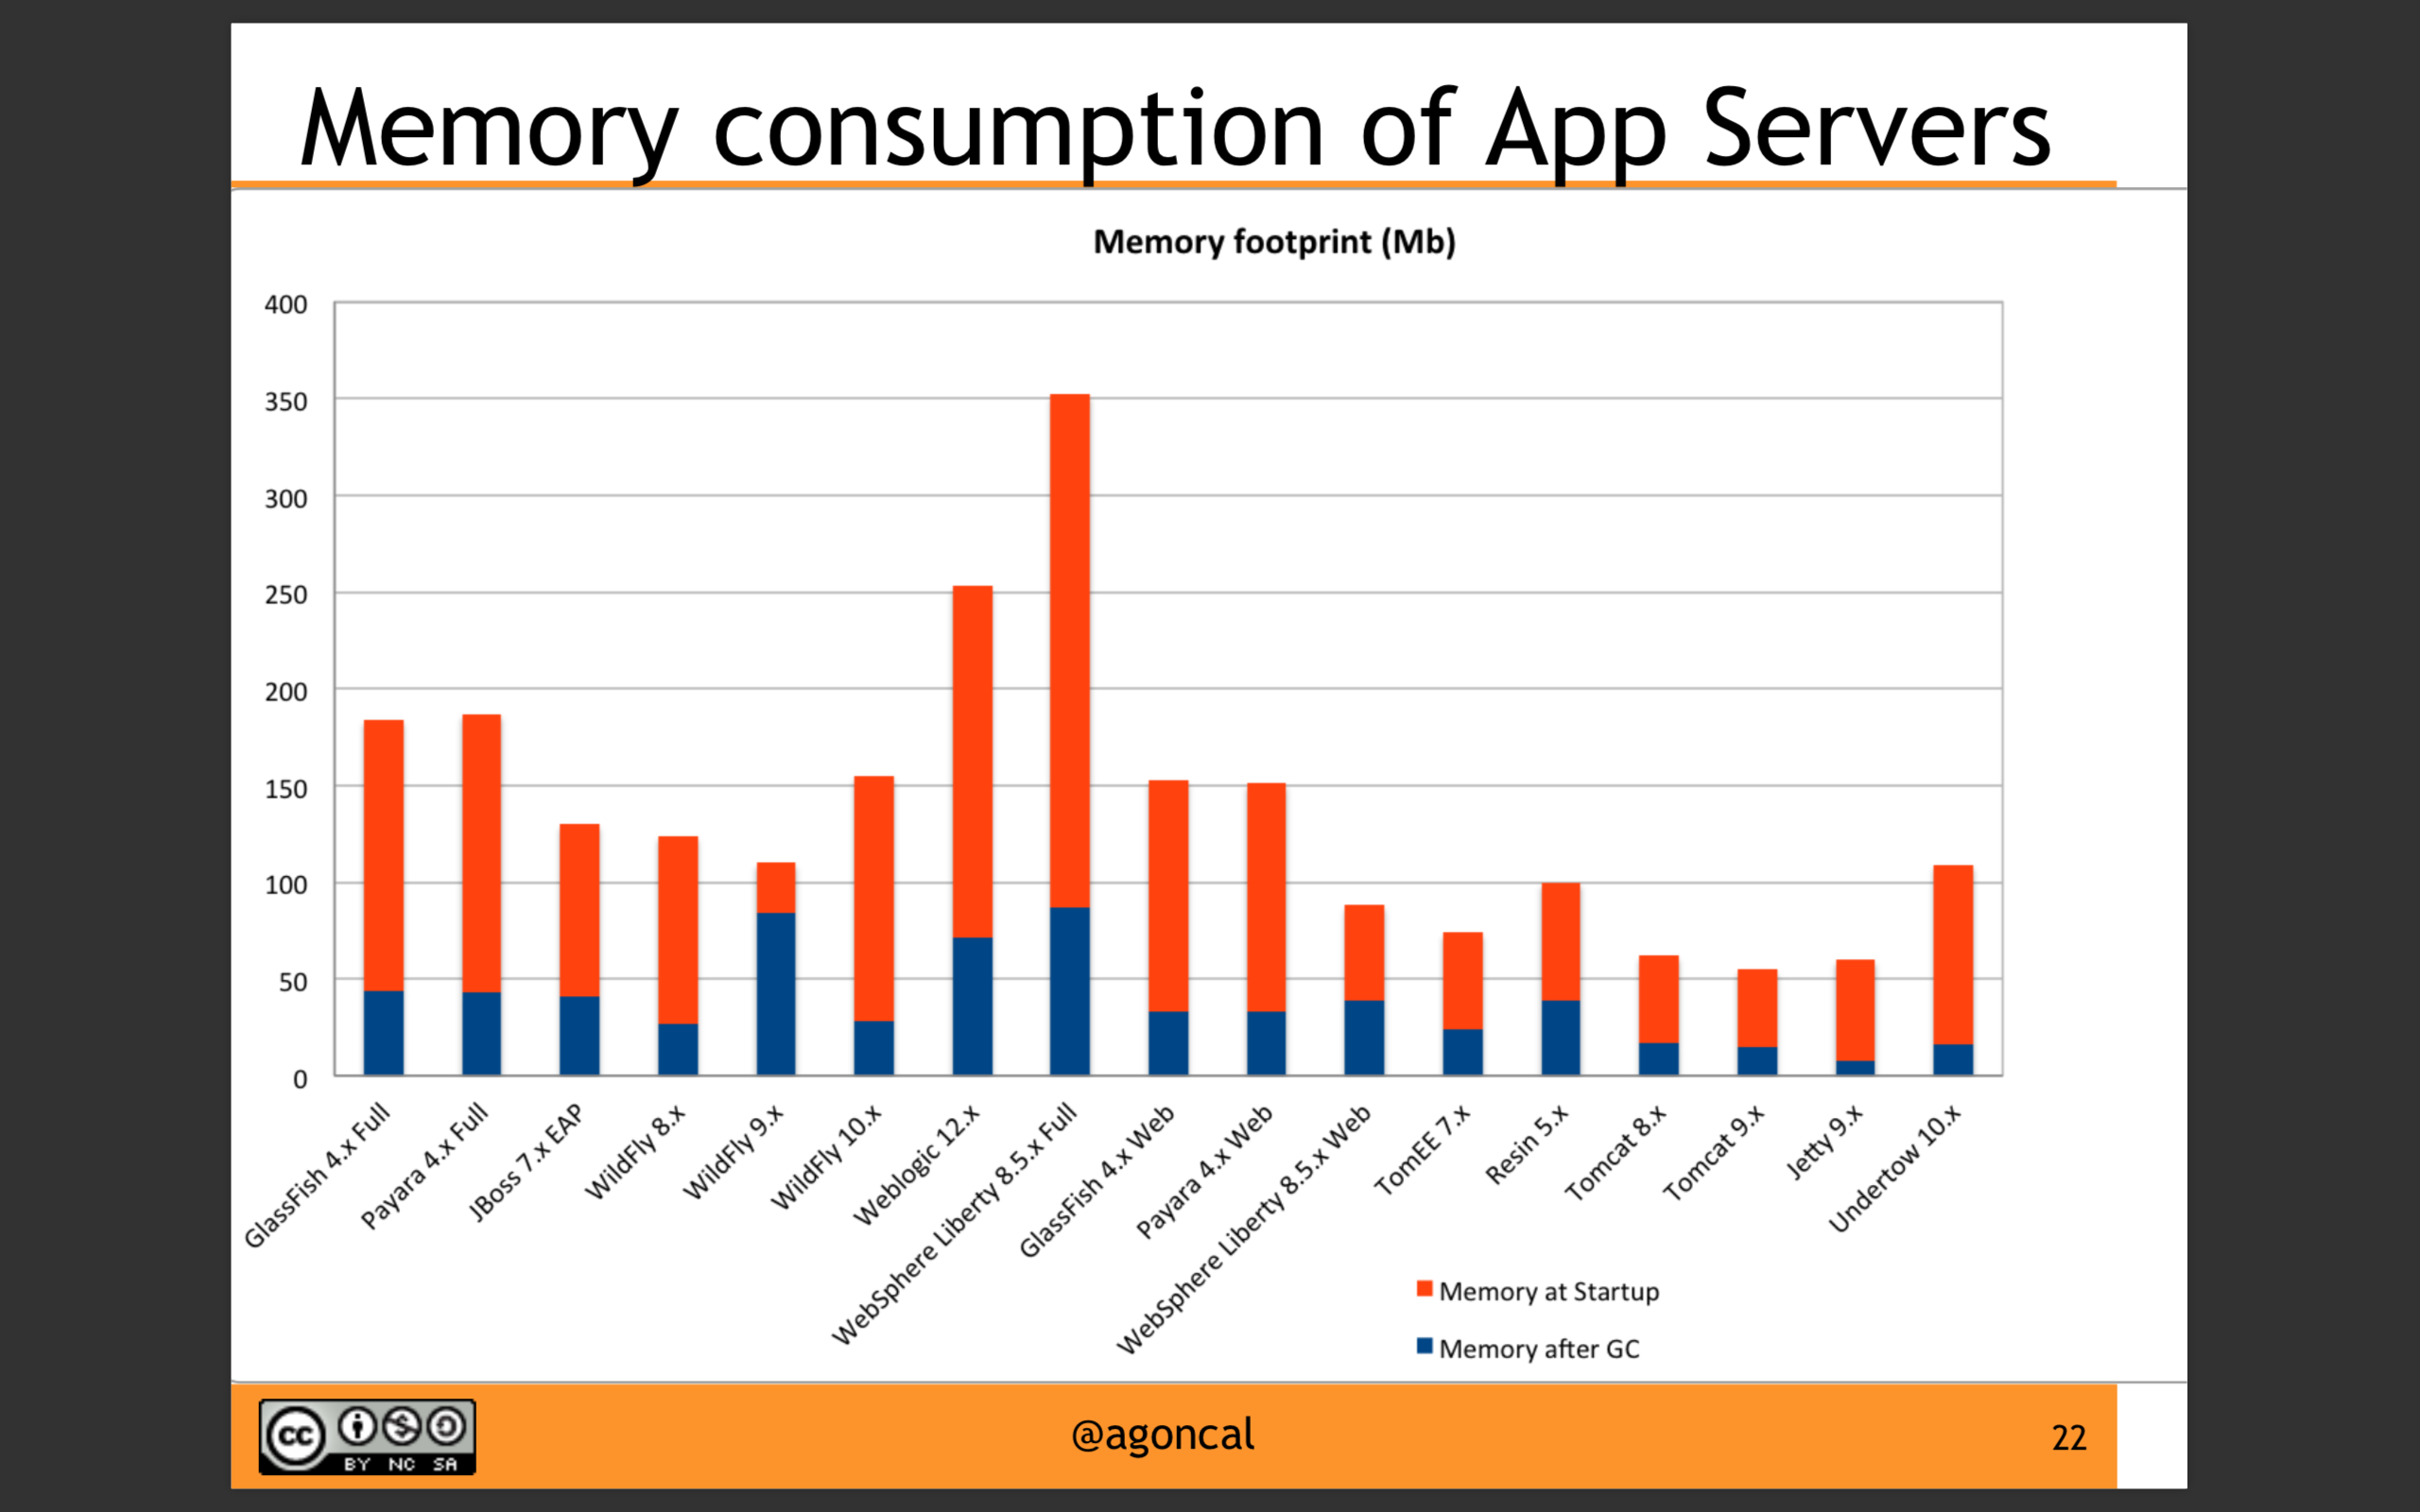 Memory consumption of App Servers
Memory footprint (Mb)
400
350
300
250
200
150
100
50
0
GlassFish 4.x Full
Payara 4.x Full
JBoss 7.x EAP
WildFly 8.x
WildFly 9.x
WildFly 10.x
Weblogic 12.x
WebSphere Liberty 8.5.x Full
GlassFish 4.x Web
Payara 4.x Web
WebSphere Liberty 8.5.x Web
TomEE 7.x
Resin 5.x
Tomcat 8.x
Tomcat 9.x
Jetty 9.x
Undertow 10.x
Memory at Startup
Memory after GC
cc
BY NC SA
@agoncal
22